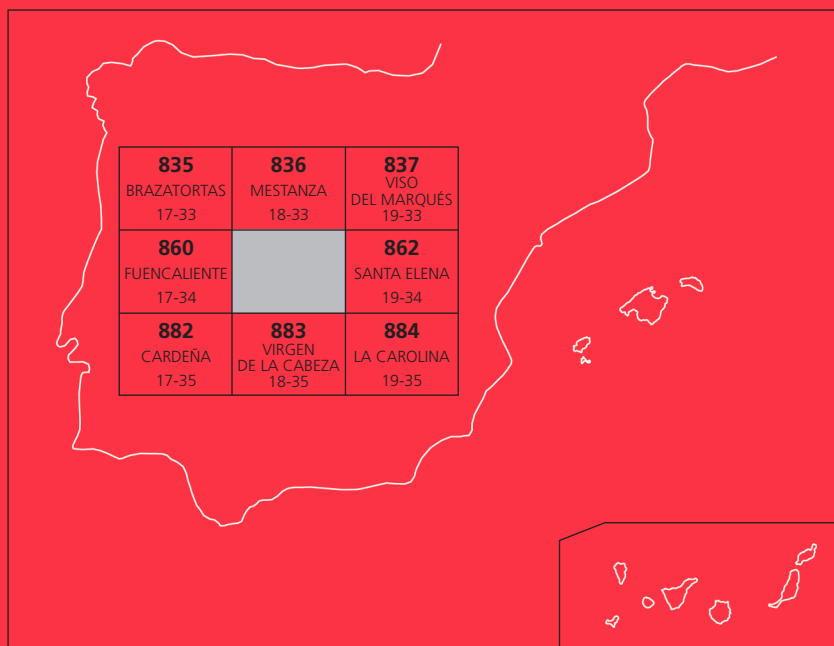 835
BRAZATORTAS
17-33
836
MESTANZA
18-33
837
VISO
DEL MARQUÉS
19-33
860
FUENCALIENTE
17-34
862
SANTA ELENA
19-34
882
CARDEÑA
17-35
883
VIRGEN
DE LA CABEZA
18-35
884
LA CAROLINA
19-35